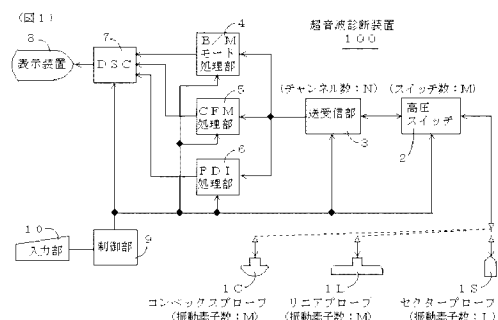 (図1)
超音波診断装置
100
8
表示装置
7
DSC
4
B/M
モード
処理部
5
CFM
処理部
6
PDI
処理部
(チャンネル数：N)
送受信部
3
(スイッチ数：M)
高圧
スイッチ
2
10
入力部
制御部
9
1C
コンベックスプローブ
(振動素子数：M)
1L
リニアプローブ
(振動素子数：M)
1S
セクタープローブ
(振動素子数：L)